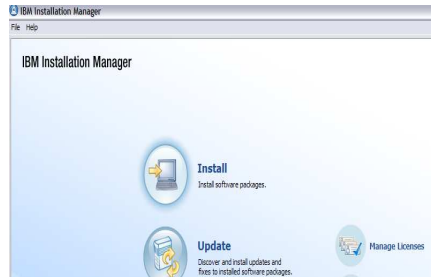 IBM Installation Manager
File Help
IBM Installation Manager
Install
Install software packages.
Update
Discover and install updates and
fixes to installed software packages.
Manage Licenses